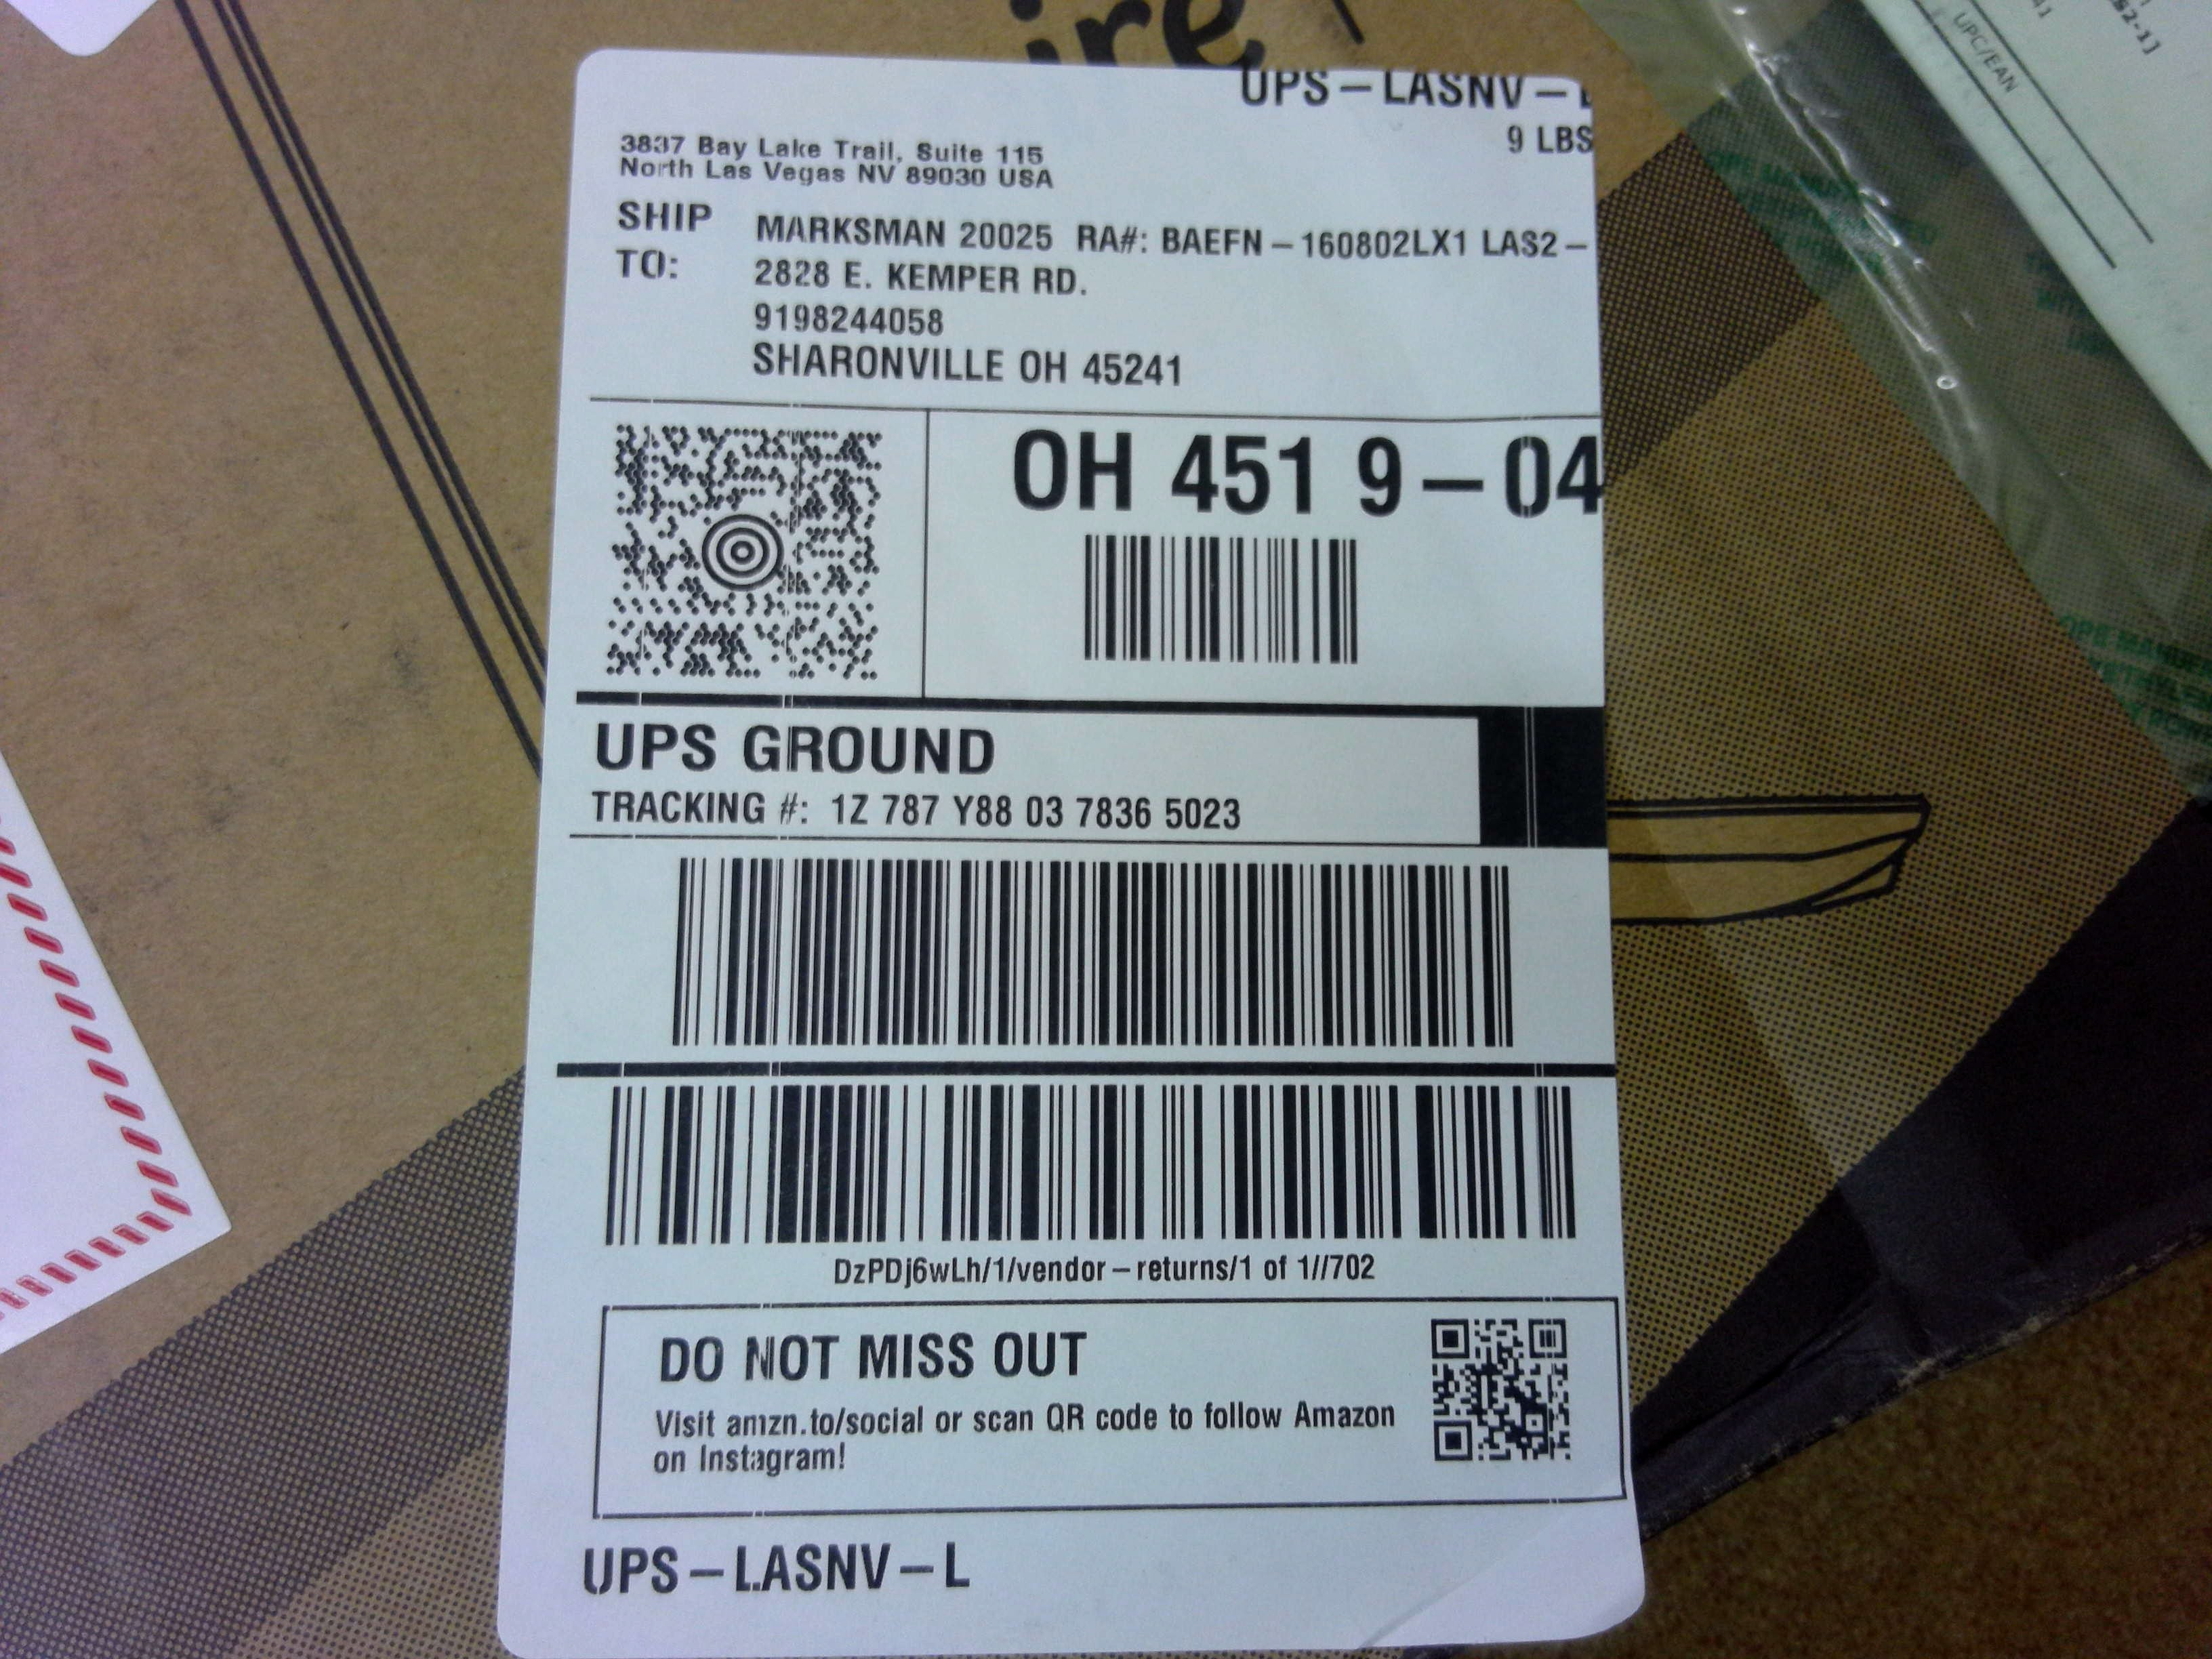 ire
UPS – LASNV –
9 LBS
3837 Bay Lake Trail, Suite 115
North Las Vegas NV 89030 USA
SHIP TO:
MARKSMAN 20025 RA#: BAEFN – 160802LX1 LAS2 –
2828 E. KEMPER RD.
9198244058
SHARONVILLE OH 45241
OH 451 9 – 04
UPS GROUND
TRACKING #: 1Z 787 Y88 03 7836 5023
DzPDj6wLh/1/vendor – returns/1 of 1//702
DO NOT MISS OUT
Visit amzn.to/social or scan QR code to follow Amazon
on Instagram!
UPS – LASNV – L
UPC/EAN